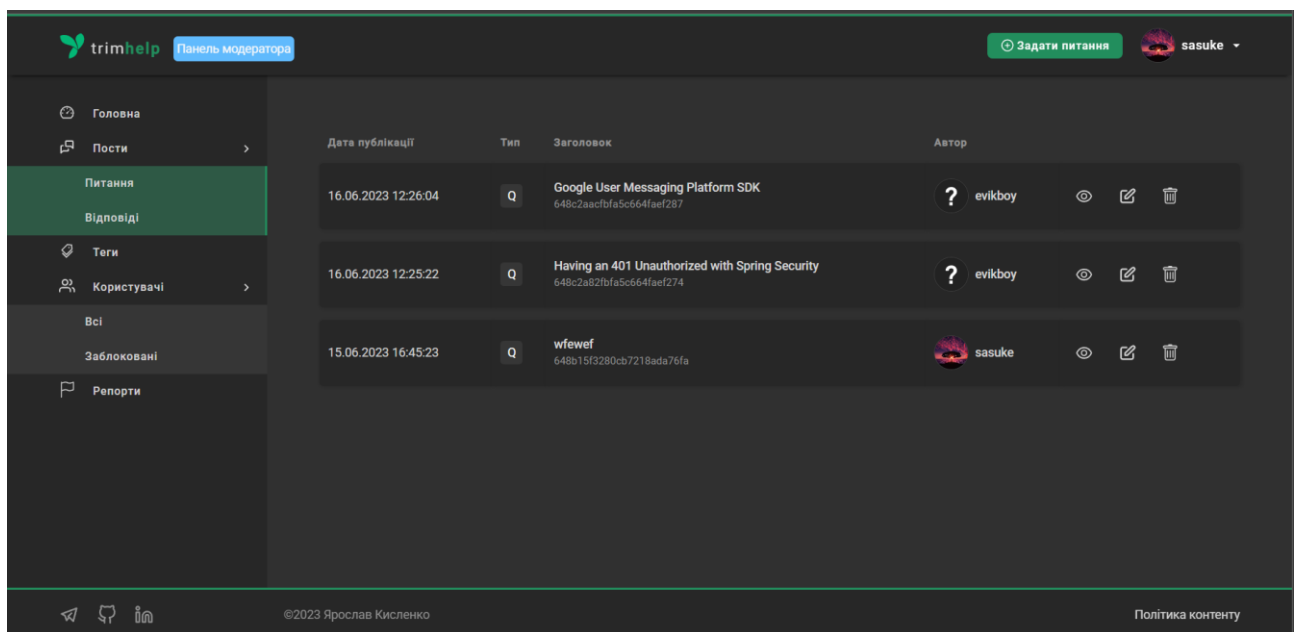 trimhelp Панель модератора
Задати питання
sasuke
Головна
Пости
Питання
Відповіді
Теги
Користувачі
Всі
Заблоковані
Репорти
Дата публікації Тип Заголовок Автор
16.06.2023 12:26:04 Q Google User Messaging Platform SDK ? evikboy
648c2aacfbfa5c664faef287
16.06.2023 12:25:22 Q Having an 401 Unauthorized with Spring Security ? evikboy
648c2a82fbfa5c664faef274
15.06.2023 16:45:23 Q wfewef sasuke
648b15f3280cb7218ada76fa
©2023 Ярослав Кисленко Політика контенту